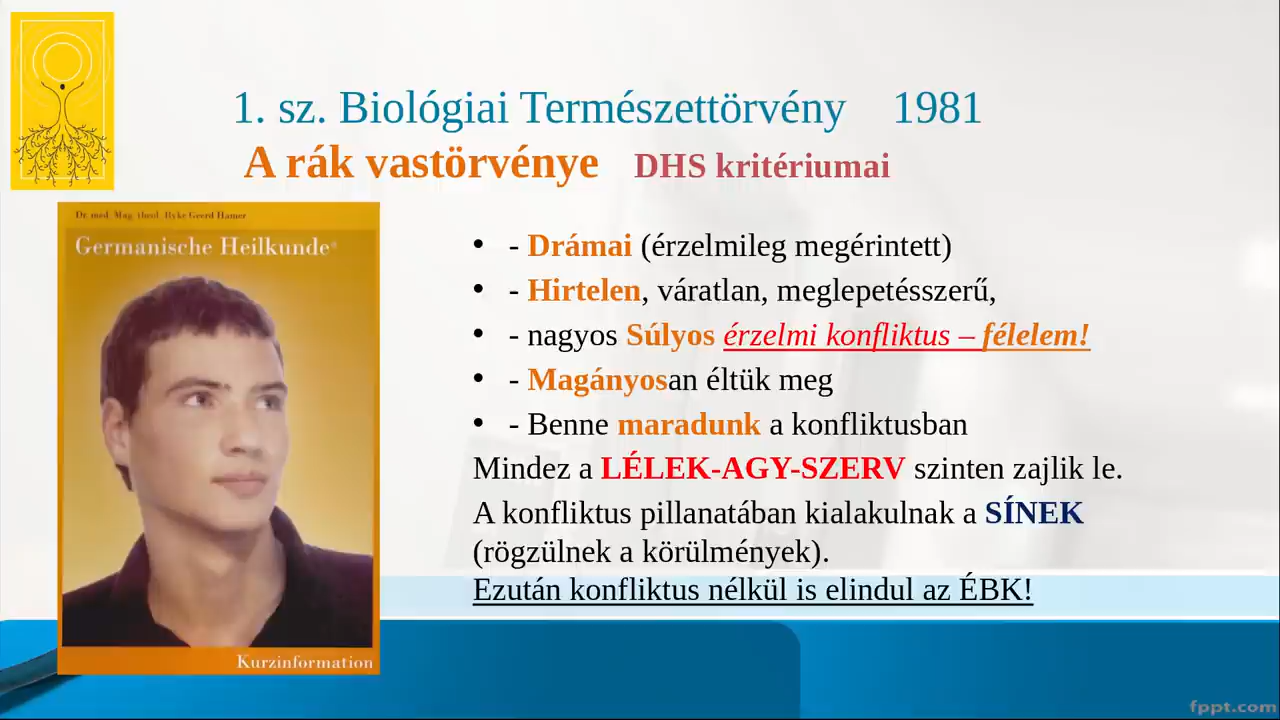 1. sz. Biológiai Természettörvény 1981
A rák vastörvénye DHS kritériumai
Dr. med. Mag. theol. Ryke Geerd Hamer
Germanische Heilkunde®
• - Drámai (érzelmileg megérintett)
• - Hirtelen, váratlan, meglepetésszerű,
• - nagyos Súlyos érzelmi konfliktus – félelem!
• - Magányosan éltük meg
• - Benne maradunk a konfliktusban
Mindez a LÉLEK-AGY-SZERV szinten zajlik le.
A konfliktus pillanatában kialakulnak a SÍNEK
(rögzülnek a körülmények).
Ezután konfliktus nélkül is elindul az ÉBK!
Kurzinformation
fppt.com